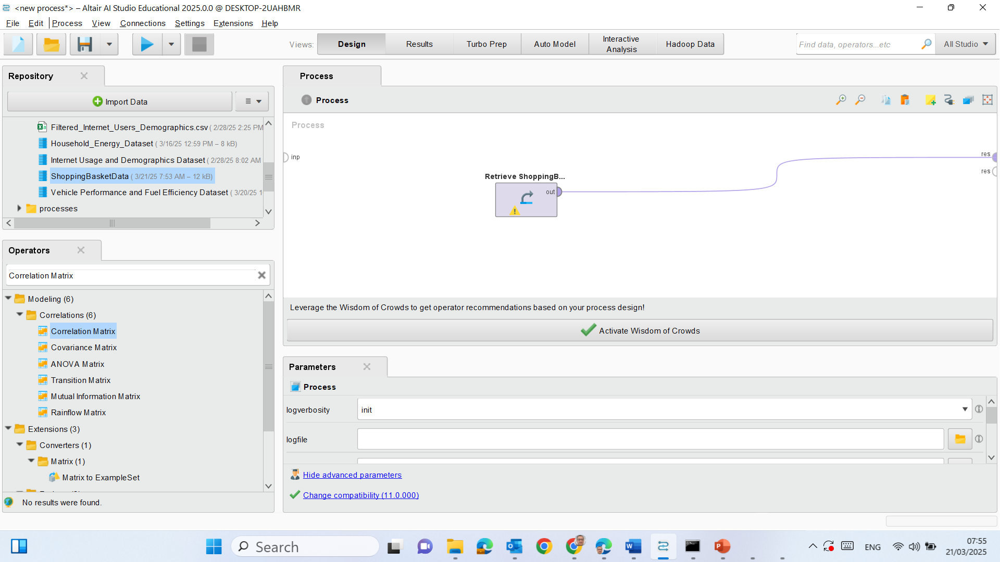 <new process*> – Altair AI Studio Educational 2025.0.0 @ DESKTOP-2UAHBMR
File Edit Process View Connections Settings Extensions Help
Views: Design Results Turbo Prep Auto Model Interactive Analysis Hadoop Data
Find data, operators...etc All Studio
Repository
Import Data
Filtered_Internet_Users_Demographics.csv ( 2/28/25 2:25 PM
Household_Energy_Dataset ( 3/16/25 12:59 PM – 8 kB)
Internet Usage and Demographics Dataset ( 2/28/25 8:02 AM
ShoppingBasketData ( 3/21/25 7:53 AM – 12 kB)
Vehicle Performance and Fuel Efficiency Dataset ( 3/20/25 1
processes
Operators
Correlation Matrix
Modeling (6)
Correlations (6)
Correlation Matrix
Covariance Matrix
ANOVA Matrix
Transition Matrix
Mutual Information Matrix
Rainflow Matrix
Extensions (3)
Converters (1)
Matrix (1)
Matrix to ExampleSet
No results were found.
Process
Process
Process
inp
res
res
Retrieve ShoppingB...
out
Leverage the Wisdom of Crowds to get operator recommendations based on your process design!
Activate Wisdom of Crowds
Parameters
Process
logverbosity init
logfile
Hide advanced parameters
Change compatibility (11.0.000)
Search
ENG
07:55
21/03/2025